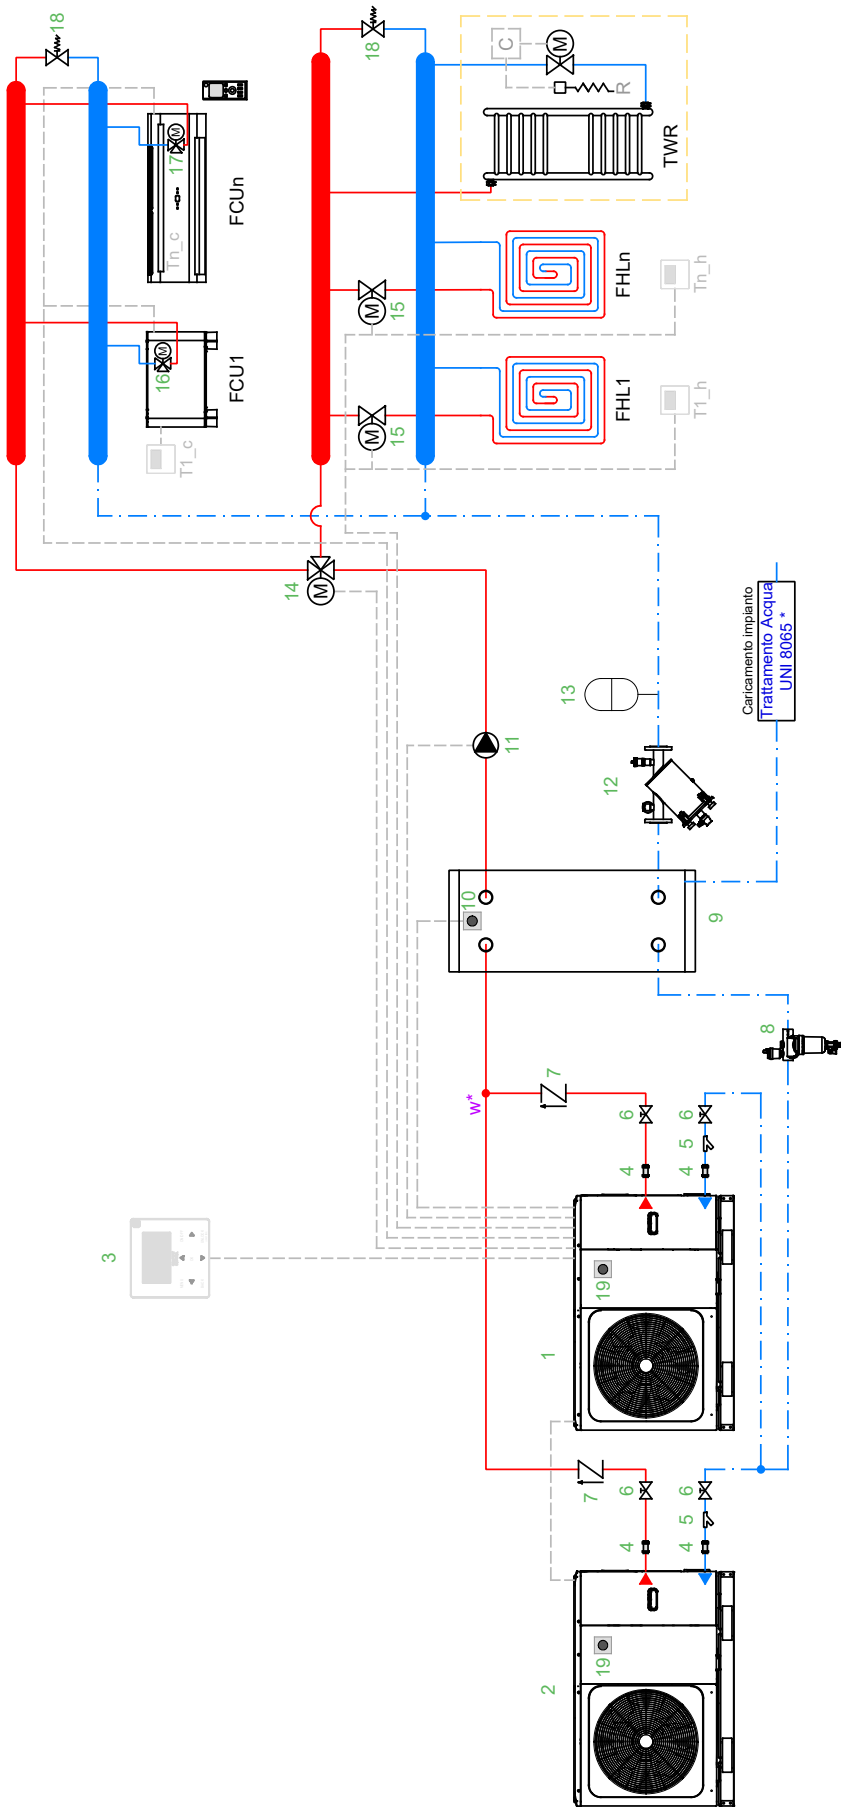 18
FCUn
17
M
Tn_c
FCU1
16
M
T1_c
18
C
M
R
TWR
FHLn
15
M
Tn_h
FHL1
15
M
T1_h
14
M
Caricamento impianto
Trattamento Acqua
UNI 8065 *
13
12
11
10
9
8
w*
7
6
6
5
4
4
3
19
1
7
6
6
5
4
4
19
2